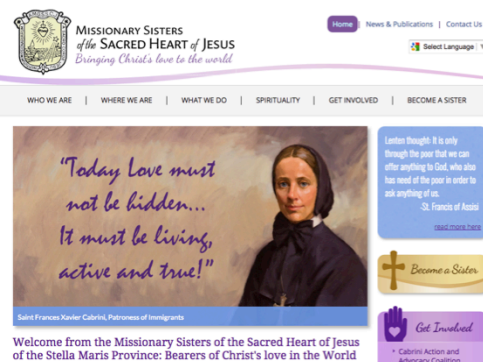 MISSIONARY SISTERS
of the SACRED HEART of JESUS
Bringing Christ's love to the world
Home | News & Publications | Contact Us
Select Language
WHO WE ARE | WHERE WE ARE | WHAT WE DO | SPIRITUALITY | GET INVOLVED | BECOME A SISTER
“Today Love must
not be hidden...
It must be living,
active and true!”
Saint Frances Xavier Cabrini, Patroness of Immigrants
Lenten thought: It is only
through the poor that we can
offer anything to God, who also
has need of the poor in order to
ask anything of us.
-St. Francis of Assisi
read more here
Become a Sister
Get Involved
• Cabrini Action and
Advocacy Coalition
Welcome from the Missionary Sisters of the Sacred Heart of Jesus
of the Stella Maris Province: Bearers of Christ's love in the World